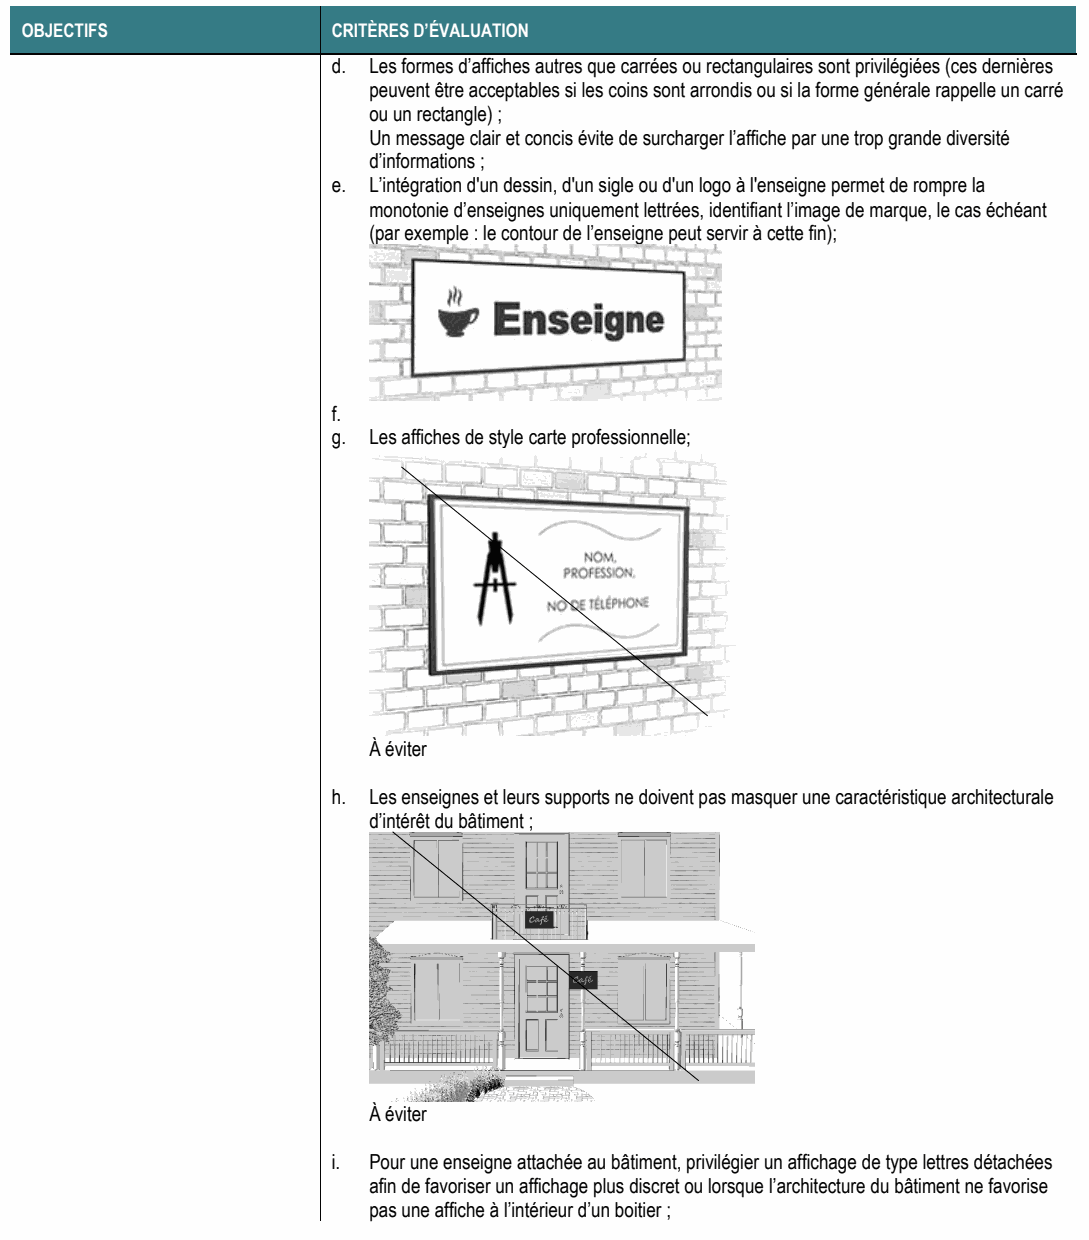 OBJECTIFS
CRITÈRES D’ÉVALUATION
d. Les formes d’affiches autres que carrées ou rectangulaires sont privilégiées (ces dernières
peuvent être acceptables si les coins sont arrondis ou si la forme générale rappelle un carré
ou un rectangle) ;
Un message clair et concis évite de surcharger l’affiche par une trop grande diversité
d’informations ;
e. L’intégration d'un dessin, d'un sigle ou d'un logo à l'enseigne permet de rompre la
monotonie d’enseignes uniquement lettrées, identifiant l’image de marque, le cas échéant
(par exemple : le contour de l’enseigne peut servir à cette fin);
Enseigne
f.
g. Les affiches de style carte professionnelle;
NOM,
PROFESSION,
NO DE TÉLÉPHONE
À éviter
h. Les enseignes et leurs supports ne doivent pas masquer une caractéristique architecturale
d’intérêt du bâtiment ;
Café
Café
À éviter
i. Pour une enseigne attachée au bâtiment, privilégier un affichage de type lettres détachées
afin de favoriser un affichage plus discret ou lorsque l’architecture du bâtiment ne favorise
pas une affiche à l’intérieur d’un boitier ;